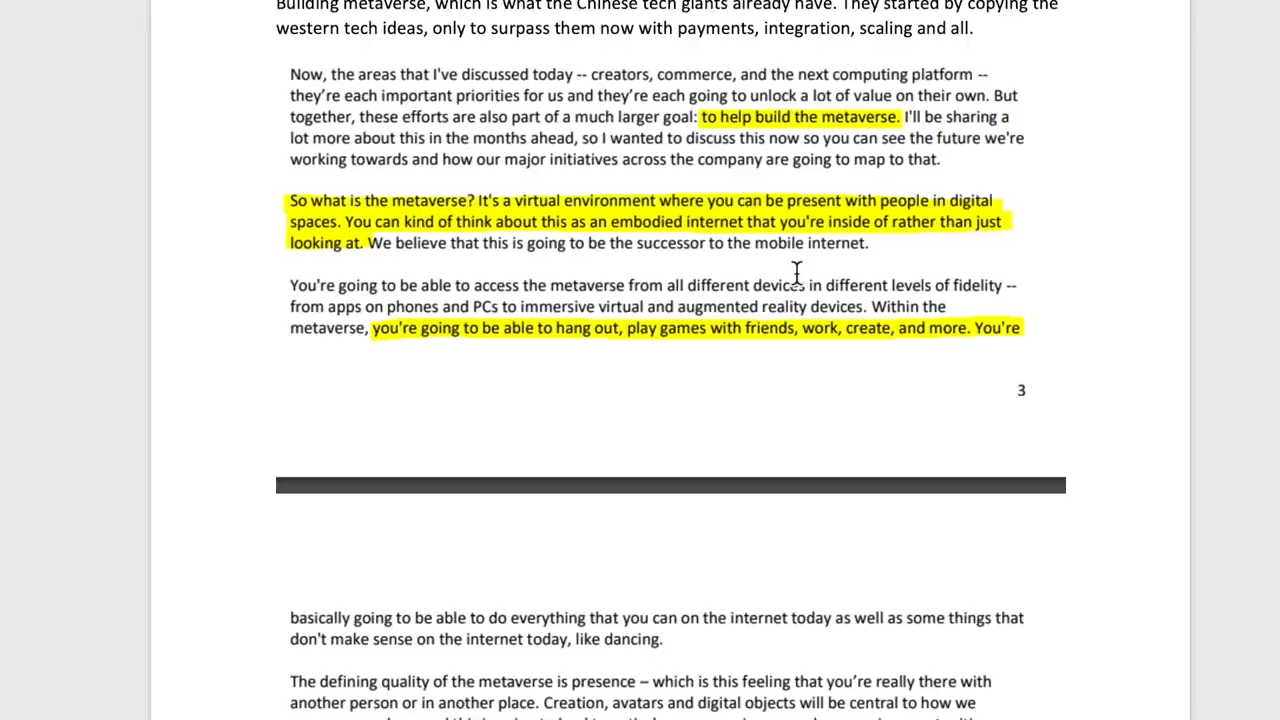 Building metaverse, which is what the Chinese tech giants already have. They started by copying the
western tech ideas, only to surpass them now with payments, integration, scaling and all.
Now, the areas that I've discussed today -- creators, commerce, and the next computing platform --
they're each important priorities for us and they're each going to unlock a lot of value on their own. But
together, these efforts are also part of a much larger goal: to help build the metaverse. I'll be sharing a
lot more about this in the months ahead, so I wanted to discuss this now so you can see the future we're
working towards and how our major initiatives across the company are going to map to that.
So what is the metaverse? It's a virtual environment where you can be present with people in digital
spaces. You can kind of think about this as an embodied internet that you're inside of rather than just
looking at. We believe that this is going to be the successor to the mobile internet.
You're going to be able to access the metaverse from all different devices in different levels of fidelity --
from apps on phones and PCs to immersive virtual and augmented reality devices. Within the
metaverse, you're going to be able to hang out, play games with friends, work, create, and more. You're
3
basically going to be able to do everything that you can on the internet today as well as some things that
don't make sense on the internet today, like dancing.
The defining quality of the metaverse is presence – which is this feeling that you're really there with
another person or in another place. Creation, avatars and digital objects will be central to how we